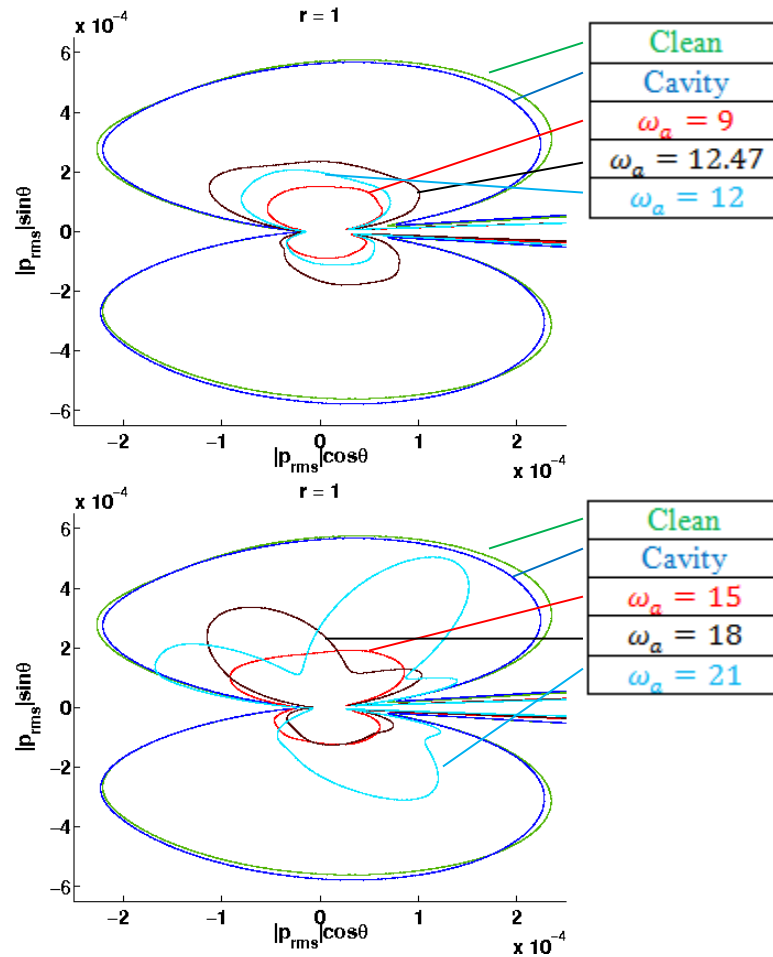 x 10⁻⁴
r = 1
6
4
2
0
−2
−4
−6
|p_rms|sinθ
−2
−1
0
1
2
|p_rms|cosθ
x 10⁻⁴
Clean
Cavity
ω_a = 9
ω_a = 12.47
ω_a = 12
x 10⁻⁴
r = 1
6
4
2
0
−2
−4
−6
|p_rms|sinθ
−2
−1
0
1
2
|p_rms|cosθ
x 10⁻⁴
Clean
Cavity
ω_a = 15
ω_a = 18
ω_a = 21